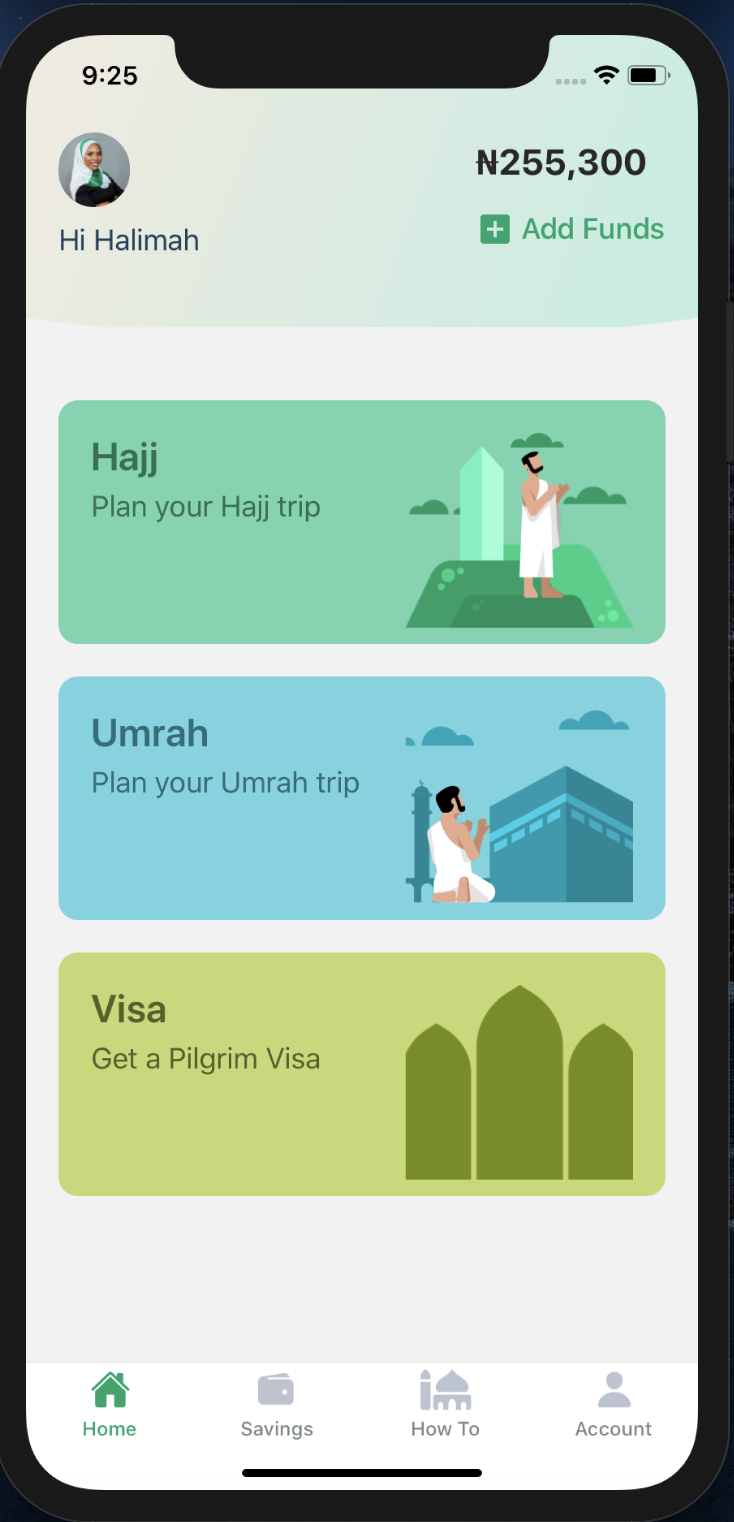 9:25
₦255,300
Hi Halimah
Add Funds
Hajj
Plan your Hajj trip
Umrah
Plan your Umrah trip
Visa
Get a Pilgrim Visa
Home
Savings
How To
Account